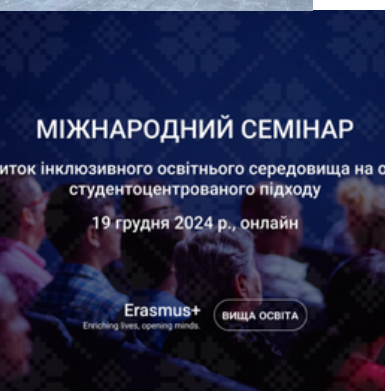 МІЖНАРОДНИЙ СЕМІНАР
інклюзивного освітнього середовища на
студентоцентрованого підходу
19 грудня 2024 р., онлайн
Erasmus+
Enriching lives, opening minds.
ВИЩА ОСВІТА